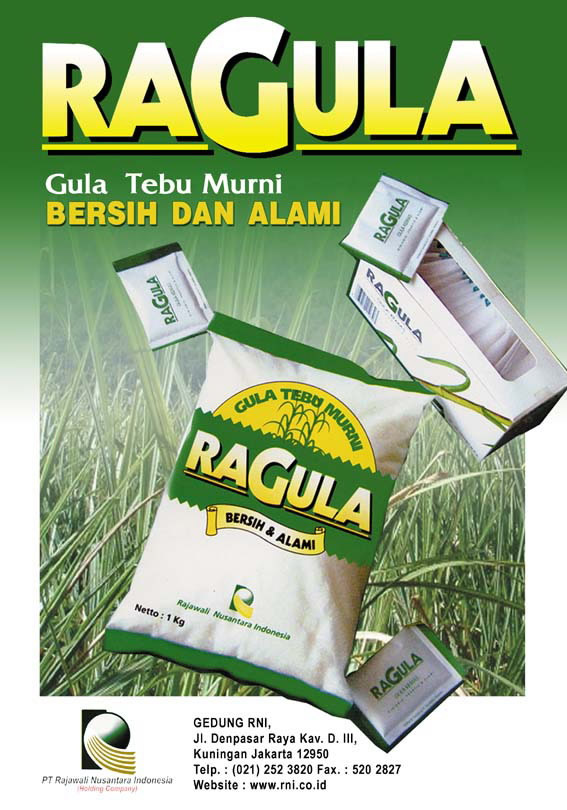 RAGULA
Gula Tebu Murni
BERSIH DAN ALAMI
RAGULA
GULA KEMAS
RAGULA
RAGULA
GULA TEBU MURNI
RAGULA
BERSIH & ALAMI
Netto : 1 Kg
Rajawali Nusantara Indonesia
RAGULA
PT Rajawali Nusantara Indonesia
(Holding Company)
GEDUNG RNI,
Jl. Denpasar Raya Kav. D. III,
Kuningan Jakarta 12950
Telp. : (021) 252 3820 Fax. : 520 2827
Website : www.rni.co.id